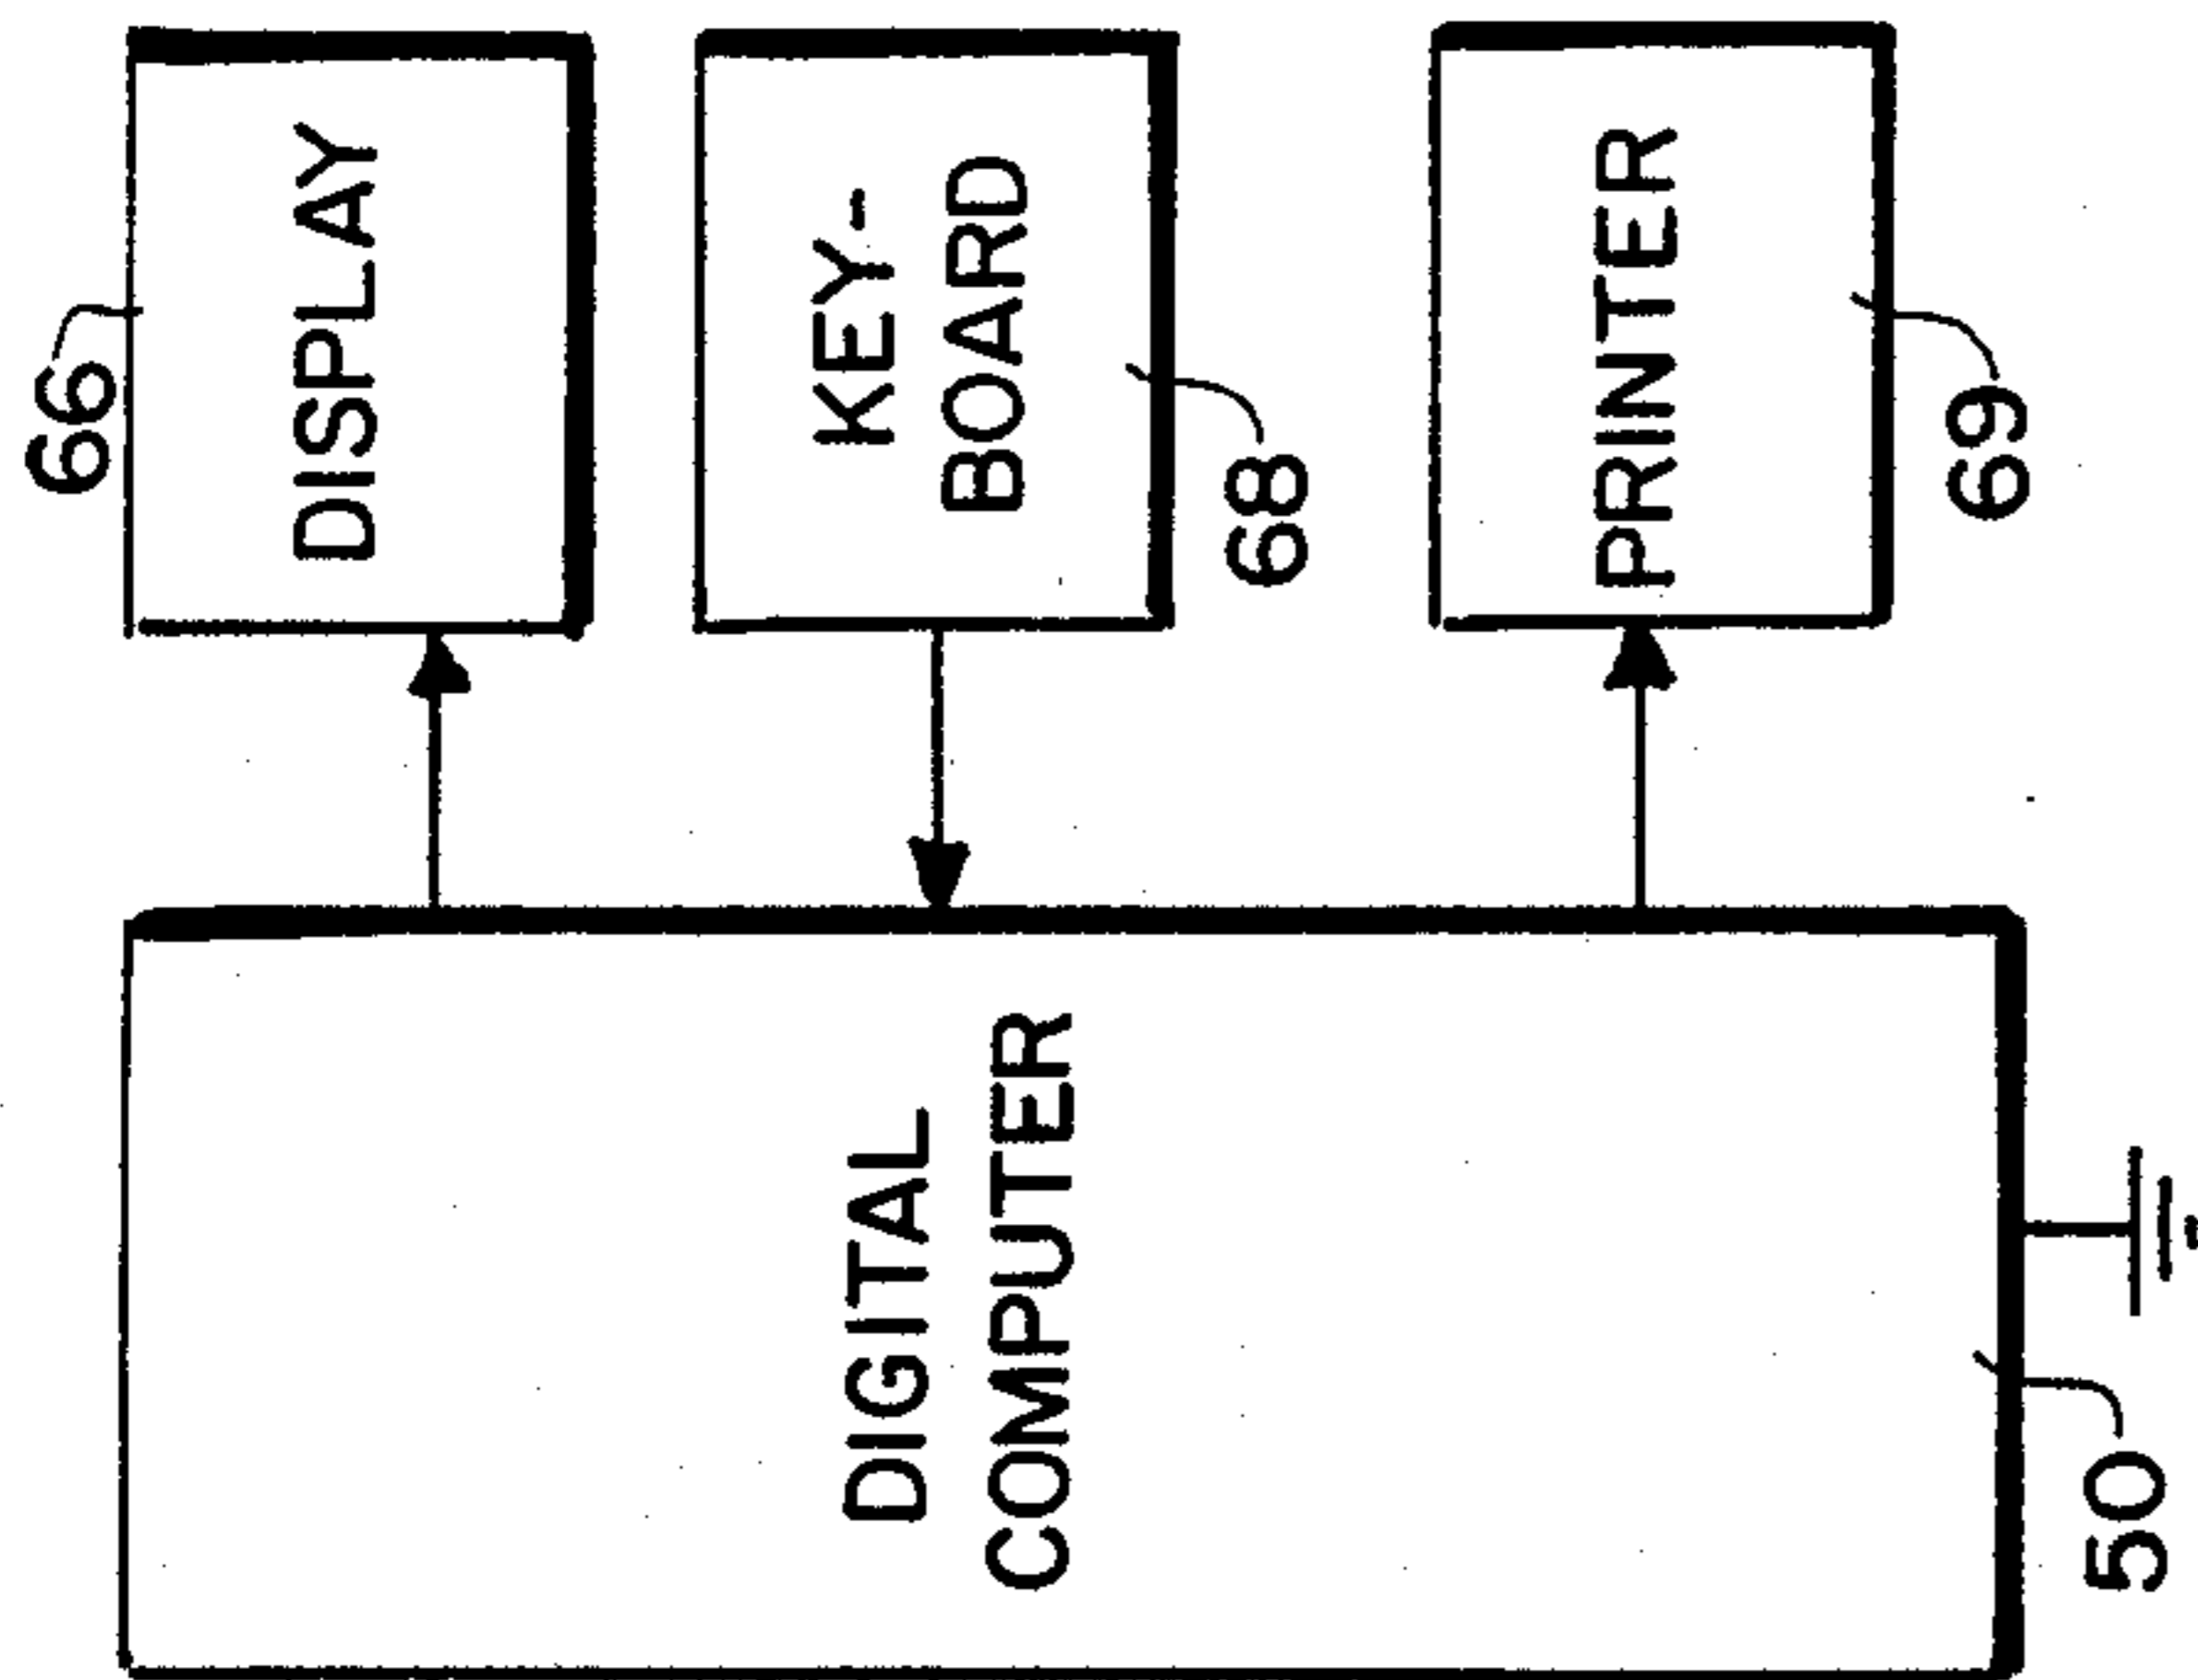 66
DISPLAY
KEY-
BOARD
68
PRINTER
69
DIGITAL
COMPUTER
50